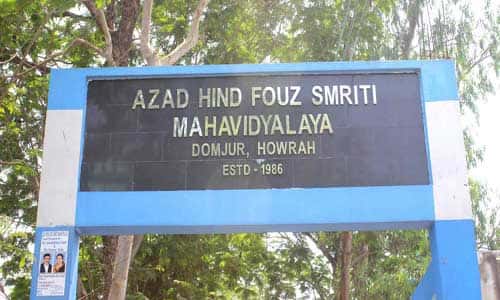 AZAD HIND FOUZ SMRITI
MAHAVIDYALAYA
DOMJUR, HOWRAH
ESTD - 1986